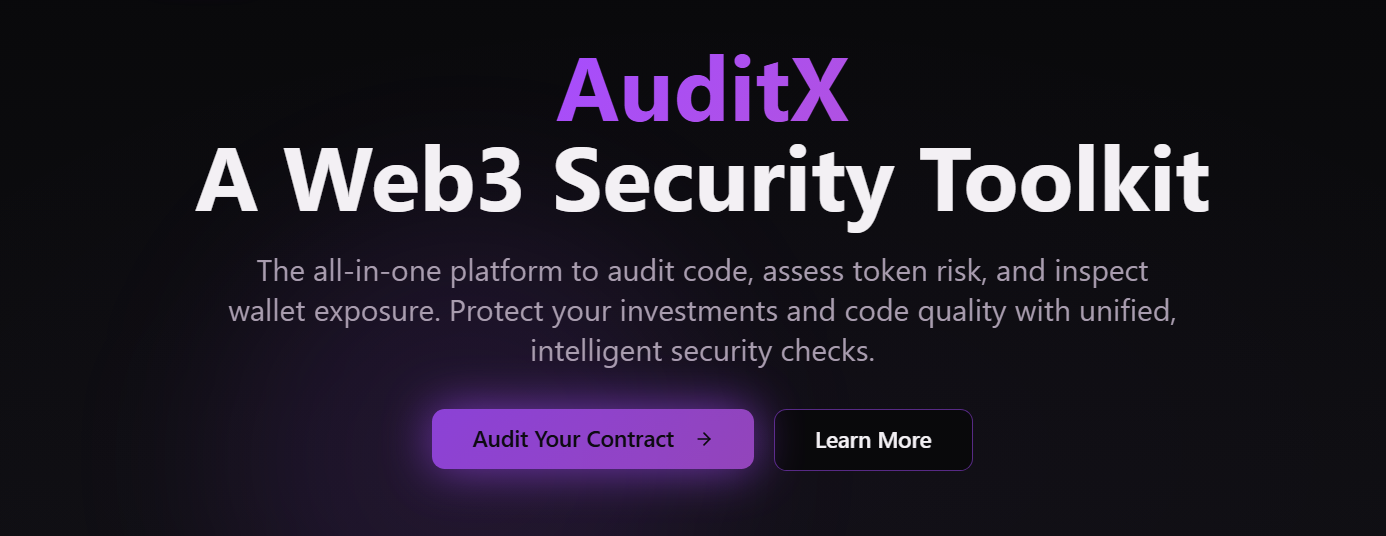 AuditX
A Web3 Security Toolkit
The all-in-one platform to audit code, assess token risk, and inspect
wallet exposure. Protect your investments and code quality with unified,
intelligent security checks.
Audit Your Contract →
Learn More